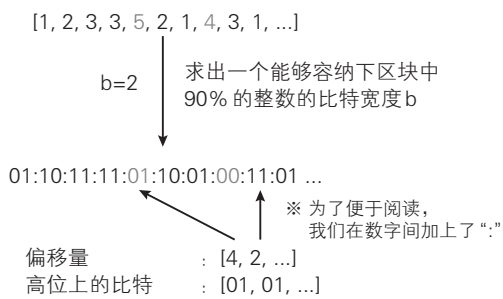 [1, 2, 3, 3, 5, 2, 1, 4, 3, 1, ...]
b=2
求出一个能够容纳下区块中
90% 的整数的比特宽度b
01:10:11:11:01:10:01:00:11:01 ...
※ 为了便于阅读，
我们在数字间加上了 “:”
偏移量 : [4, 2, ...]
高位上的比特 : [01, 01, ...]